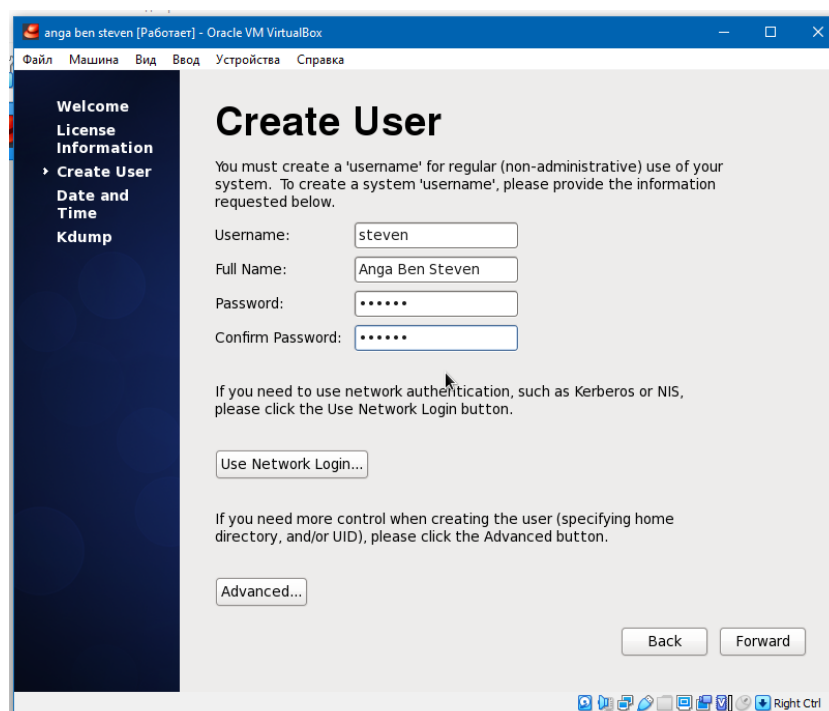 anga ben steven [Работает] - Oracle VM VirtualBox
Файл Машина Вид Ввод Устройства Справка
Welcome
License
Information
Create User
Date and
Time
Kdump
Create User
You must create a 'username' for regular (non-administrative) use of your
system. To create a system 'username', please provide the information
requested below.
Username: steven
Full Name: Anga Ben Steven
Password: ••••••
Confirm Password: ••••••
If you need to use network authentication, such as Kerberos or NIS,
please click the Use Network Login button.
Use Network Login...
If you need more control when creating the user (specifying home
directory, and/or UID), please click the Advanced button.
Advanced...
Back Forward
Right Ctrl